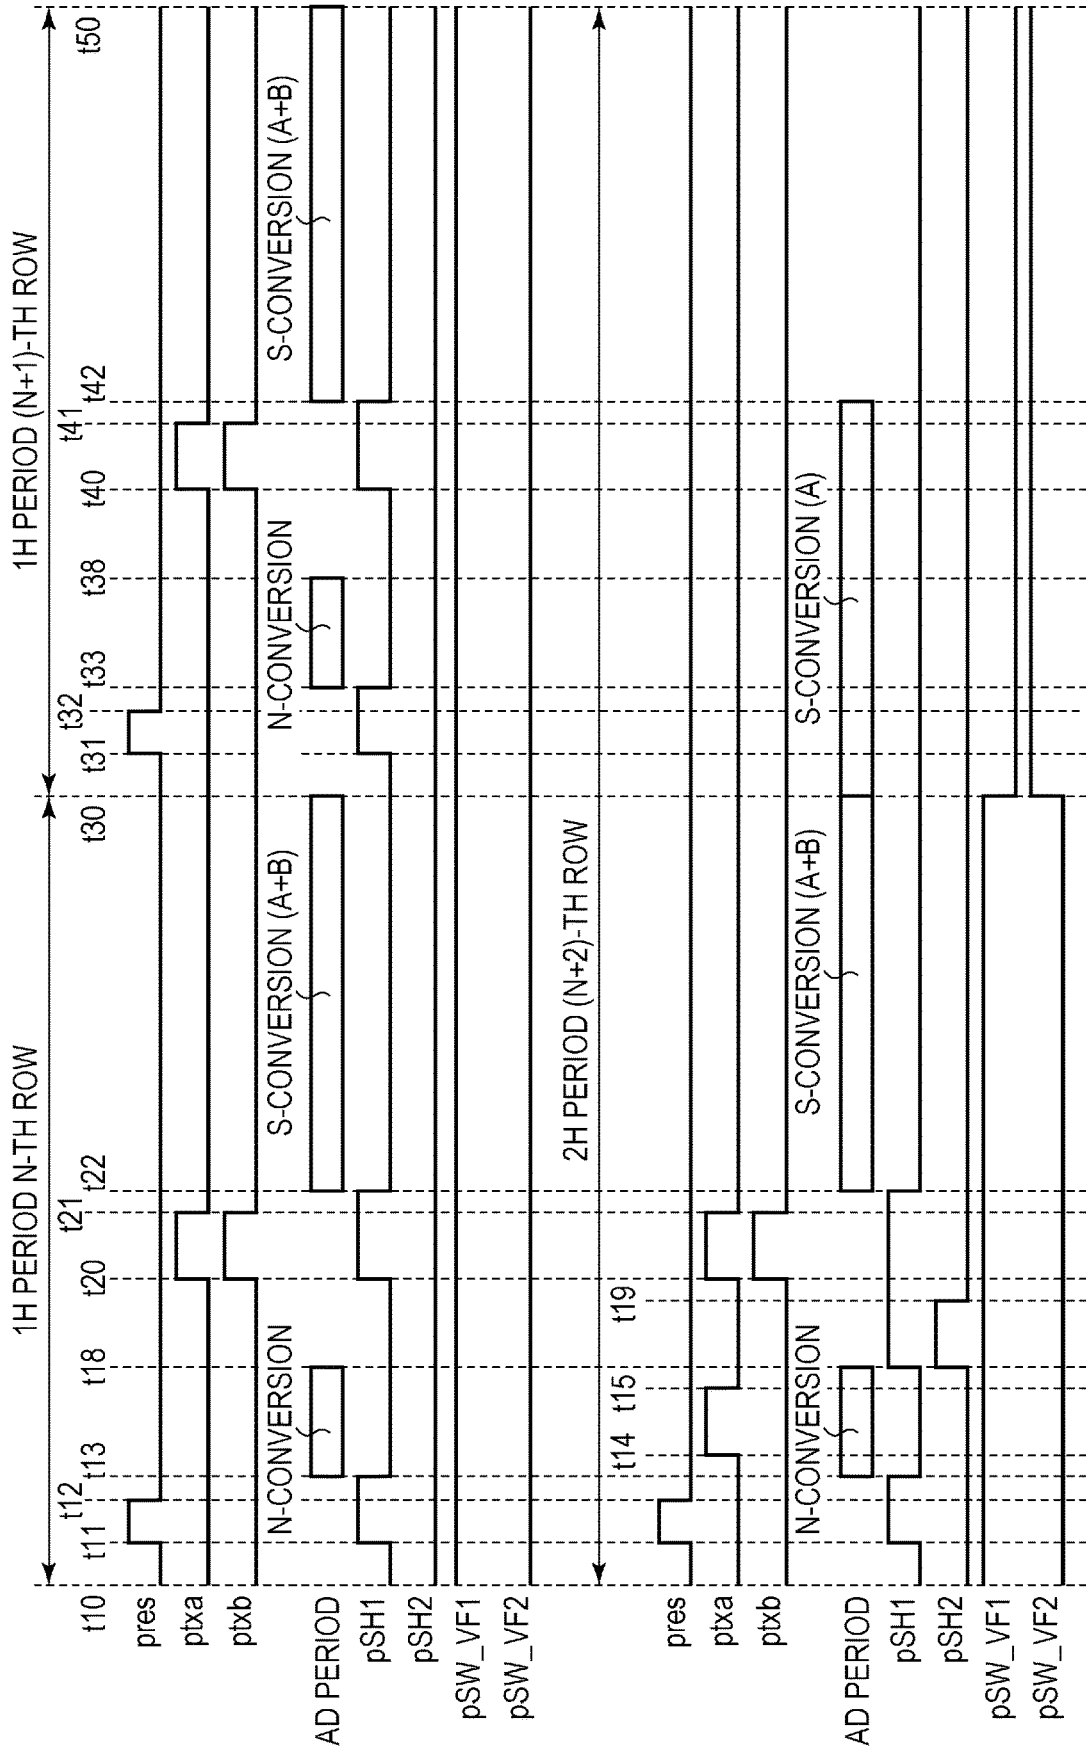 1H PERIOD N-TH ROW
1H PERIOD (N+1)-TH ROW
t10 t11 t12 t13 t18 t20 t21 t22 t30 t31 t32 t33 t38 t40 t41 t42 t50
pres
ptxa
ptxb
N-CONVERSION
S-CONVERSION (A+B)
N-CONVERSION
S-CONVERSION (A+B)
AD PERIOD
pSH1
pSH2
pSW_VF1
pSW_VF2
2H PERIOD (N+2)-TH ROW
t14 t15 t19
pres
ptxa
ptxb
N-CONVERSION
S-CONVERSION (A+B)
S-CONVERSION (A)
AD PERIOD
pSH1
pSH2
pSW_VF1
pSW_VF2